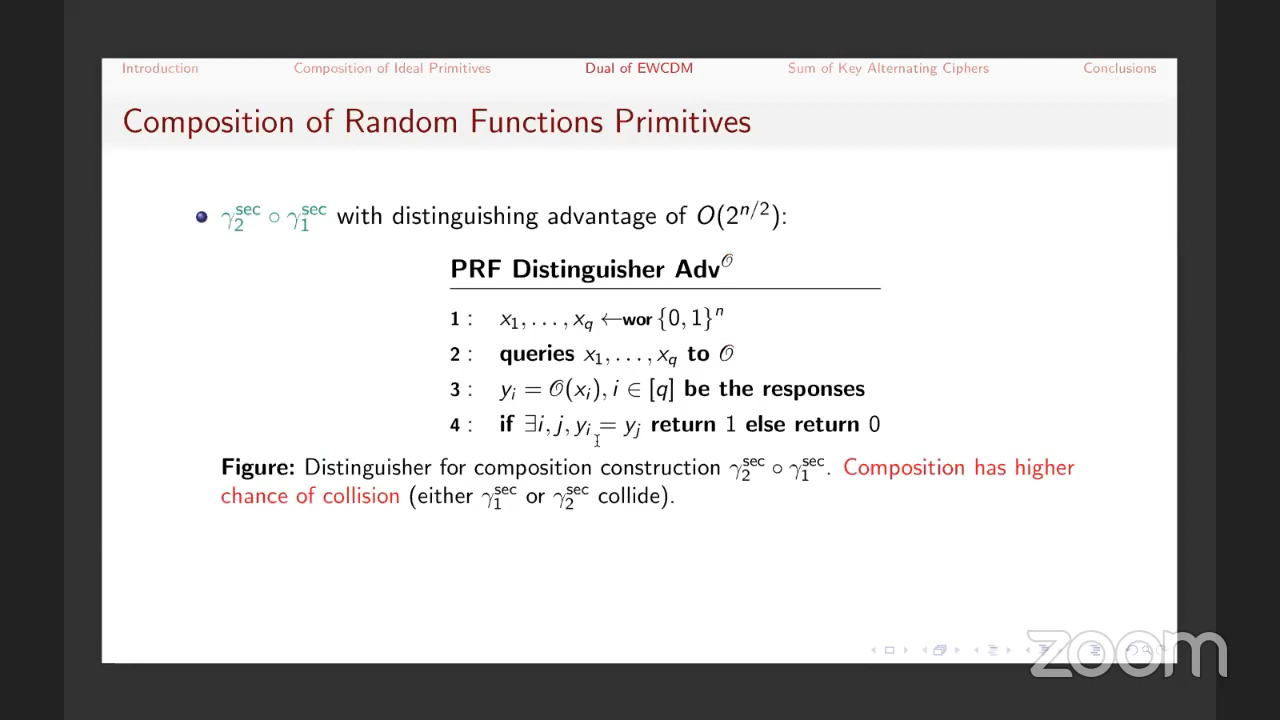 Introduction Composition of Ideal Primitives Dual of EWCDM Sum of Key Alternating Ciphers Conclusions
Composition of Random Functions Primitives
γ₂^sec ∘ γ₁^sec with distinguishing advantage of O(2^{n/2}):
PRF Distinguisher Adv^𝒪
1 : x₁, . . . , x_q ←wor {0, 1}^n
2 : queries x₁, . . . , x_q to 𝒪
3 : y_i = 𝒪(x_i), i ∈ [q] be the responses
4 : if ∃i, j, y_i = y_j return 1 else return 0
Figure: Distinguisher for composition construction γ₂^sec ∘ γ₁^sec. Composition has higher
chance of collision (either γ₁^sec or γ₂^sec collide).
zoom